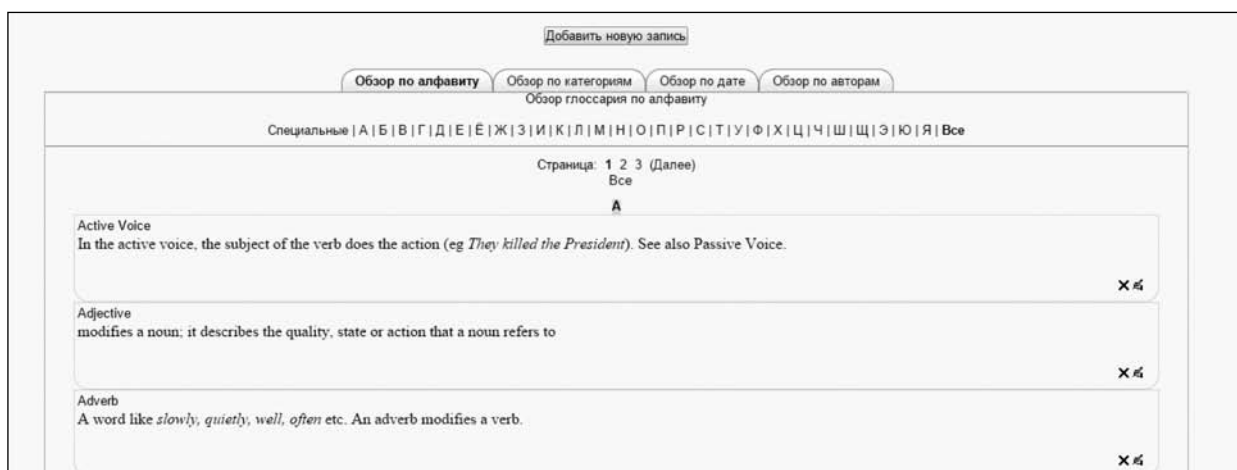 Добавить новую запись
Обзор по алфавиту Обзор по категориям Обзор по дате Обзор по авторам
Обзор глоссария по алфавиту
Специальные | А | Б | В | Г | Д | Е | Ё | Ж | З | И | К | Л | М | Н | О | П | Р | С | Т | У | Ф | Х | Ц | Ч | Ш | Щ | Э | Ю | Я | Все
Страница: 1 2 3 (Далее)
Все
A
Active Voice
In the active voice, the subject of the verb does the action (eg They killed the President). See also Passive Voice.
Adjective
modifies a noun; it describes the quality, state or action that a noun refers to
Adverb
A word like slowly, quietly, well, often etc. An adverb modifies a verb.